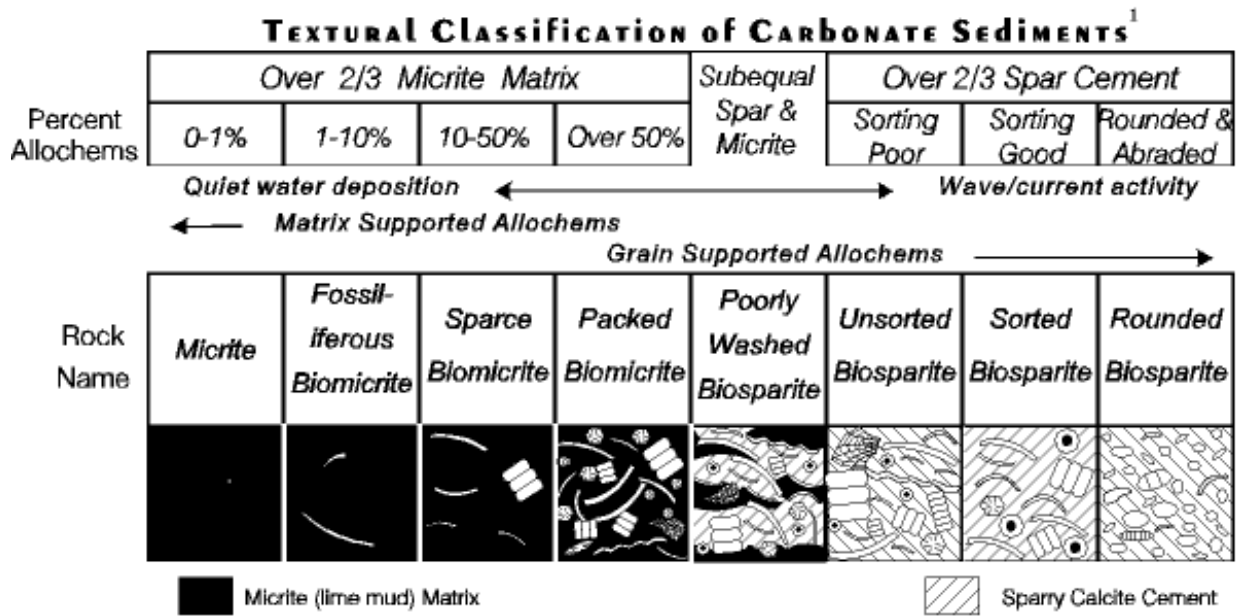 Textural Classification of Carbonate Sediments1
Over 2/3 Micrite Matrix
Subequal
Spar &
Micrite
Over 2/3 Spar Cement
Percent
Allochems
0-1%
1-10%
10-50%
Over 50%
Sorting
Poor
Sorting
Good
Rounded &
Abraded
Quiet water deposition
Wave/current activity
Matrix Supported Allochems
Grain Supported Allochems
Rock
Name
Micrite
Fossil-
iferous
Biomicrite
Sparce
Biomicrite
Packed
Biomicrite
Poorly
Washed
Biosparite
Unsorted
Biosparite
Sorted
Biosparite
Rounded
Biosparite
Micrite (lime mud) Matrix
Sparry Calcite Cement